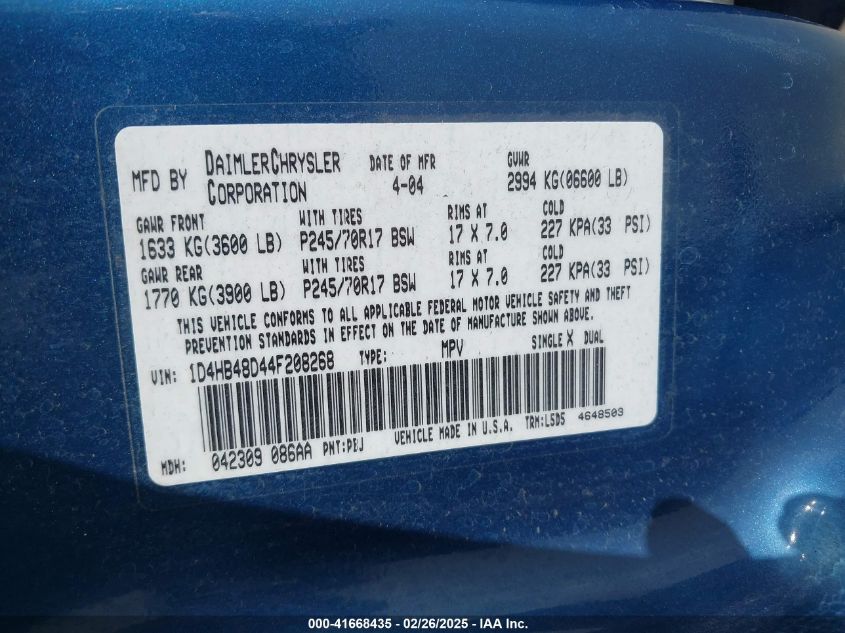 MFD BY DAIMLERCHRYSLER CORPORATION DATE OF MFR 4-04 GVWR 2994 KG(06600 LB)
GAWR FRONT WITH TIRES RIMS AT COLD
1633 KG(3600 LB) P245/70R17 BSW 17 X 7.0 227 KPA(33 PSI)
GAWR REAR WITH TIRES RIMS AT COLD
1770 KG(3900 LB) P245/70R17 BSW 17 X 7.0 227 KPA(33 PSI)
THIS VEHICLE CONFORMS TO ALL APPLICABLE FEDERAL MOTOR VEHICLE SAFETY AND THEFT
PREVENTION STANDARDS IN EFFECT ON THE DATE OF MANUFACTURE SHOWN ABOVE.
VIN: 1D4HB48D44F208268 TYPE: MPV SINGLE X DUAL
MDH: 042309 086AA PNT:PBJ VEHICLE MADE IN U.S.A. TRM:L5D5 4648503
000-41668435 - 02/26/2025 - IAA Inc.